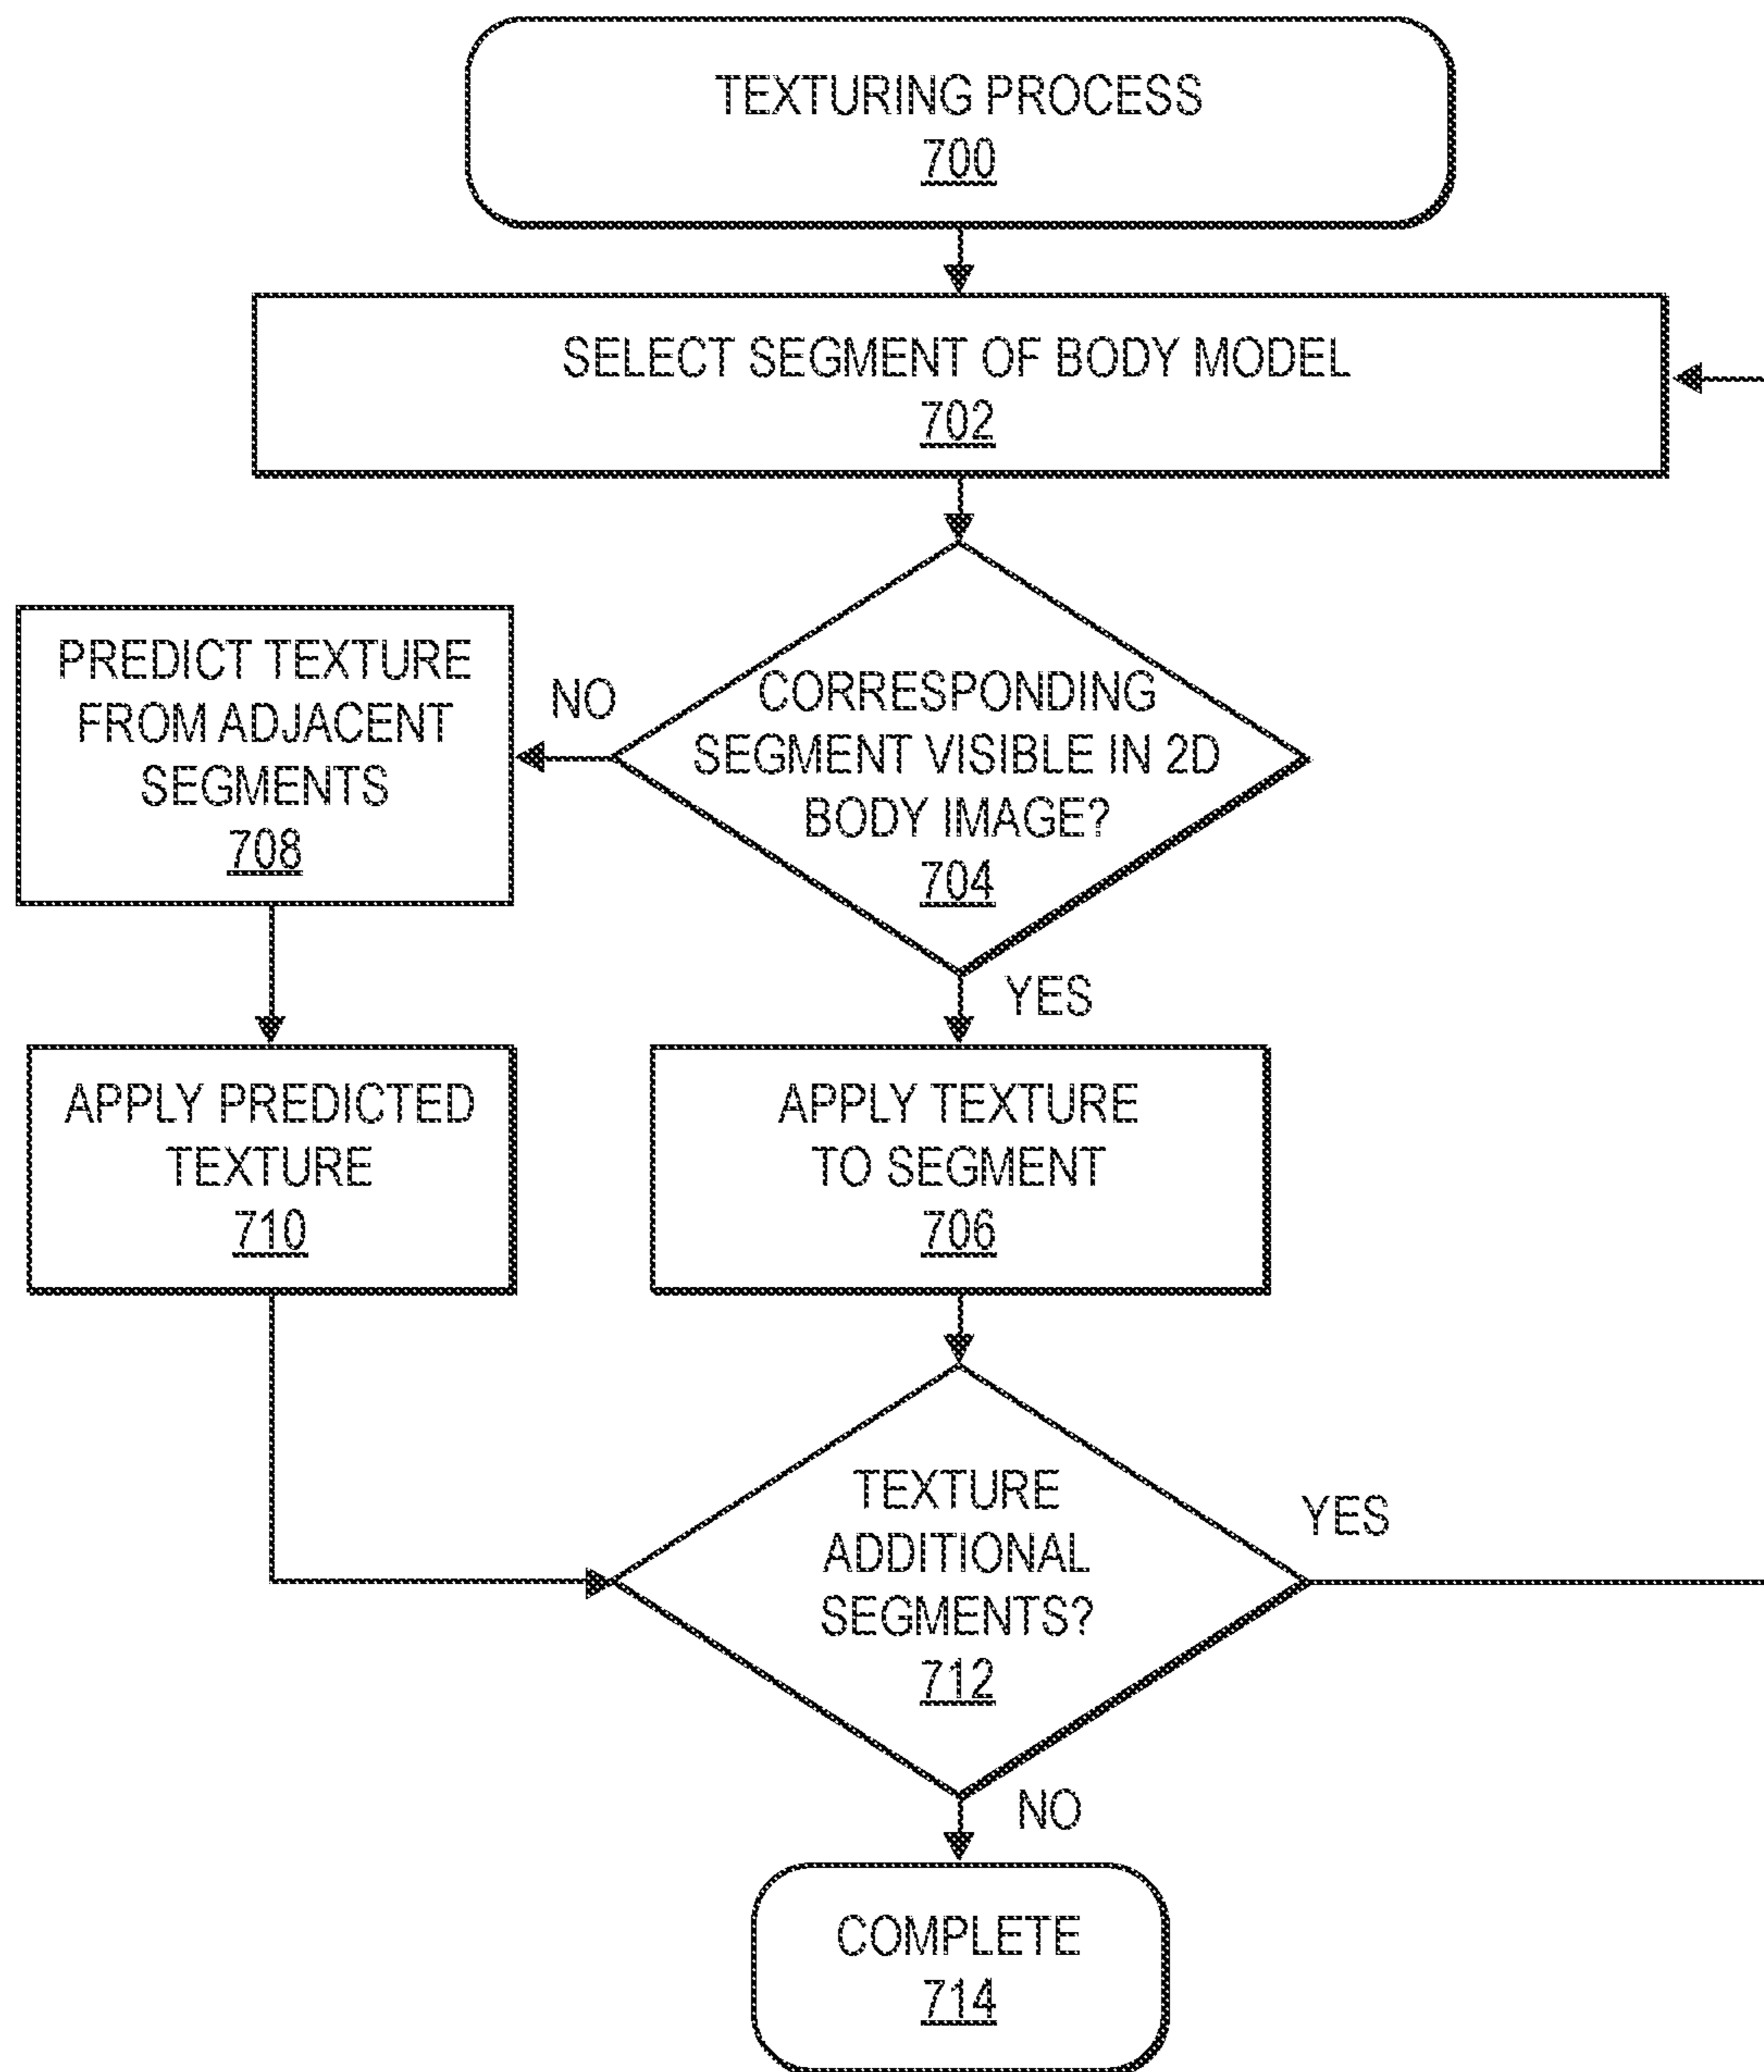 TEXTURING PROCESS
700
SELECT SEGMENT OF BODY MODEL
702
PREDICT TEXTURE
FROM ADJACENT
SEGMENTS
708
NO
CORRESPONDING
SEGMENT VISIBLE IN 2D
BODY IMAGE?
704
YES
APPLY PREDICTED
TEXTURE
710
APPLY TEXTURE
TO SEGMENT
706
TEXTURE
ADDITIONAL
SEGMENTS?
712
YES
NO
COMPLETE
714